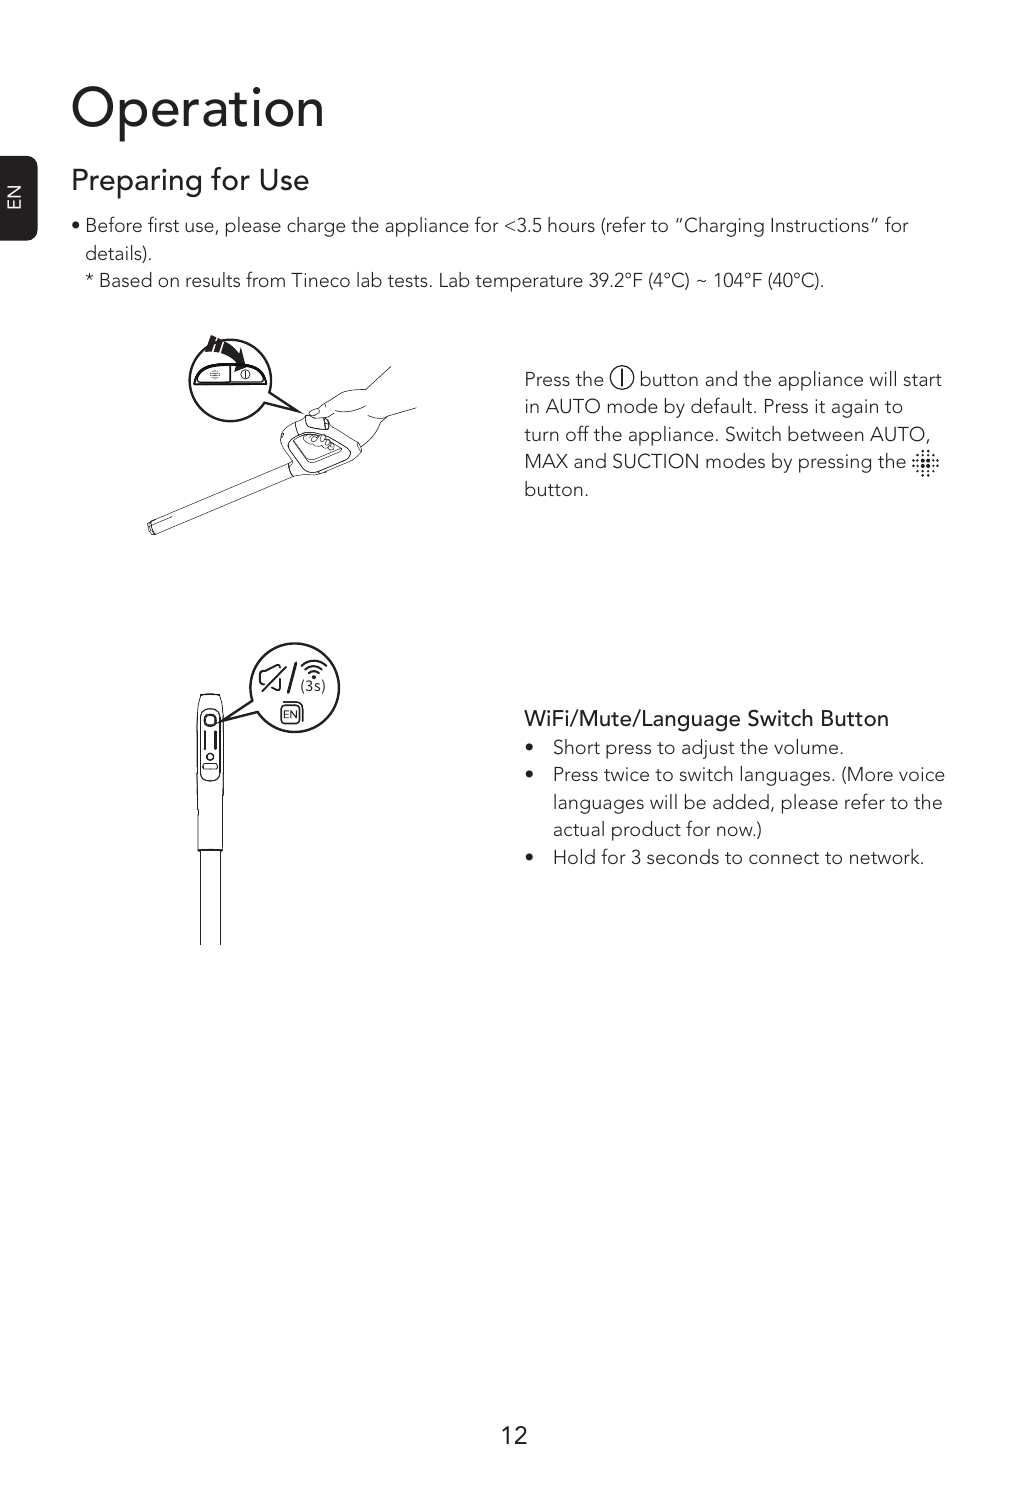 Operation
EN
Preparing for Use
• Before first use, please charge the appliance for <3.5 hours (refer to “Charging Instructions” for
details).
* Based on results from Tineco lab tests. Lab temperature 39.2°F (4°C) ~ 104°F (40°C).
Press the button and the appliance will start
in AUTO mode by default. Press it again to
turn off the appliance. Switch between AUTO,
MAX and SUCTION modes by pressing the
button.
(3s)
EN
WiFi/Mute/Language Switch Button
• Short press to adjust the volume.
• Press twice to switch languages. (More voice
languages will be added, please refer to the
actual product for now.)
• Hold for 3 seconds to connect to network.
12